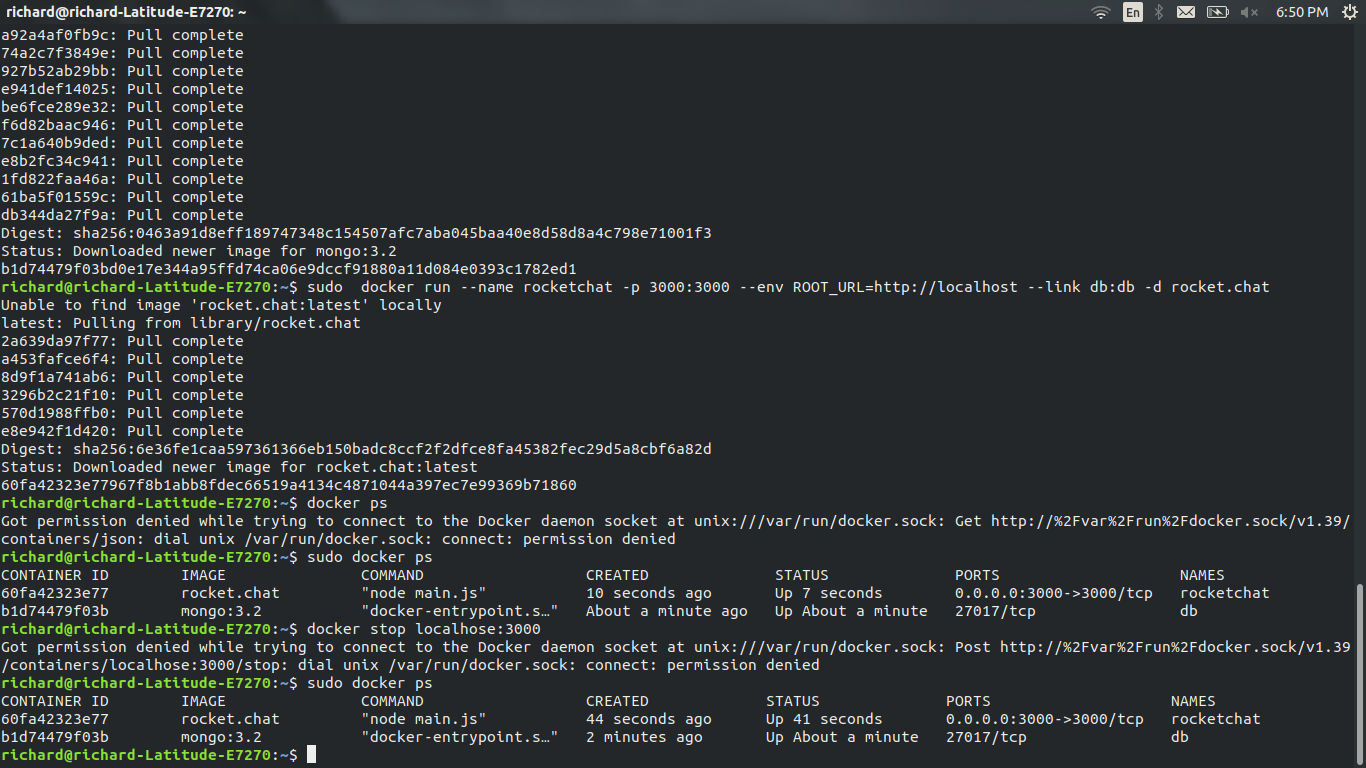 richard@richard-Latitude-E7270: ~
En
6:50 PM
a92a4af0fb9c: Pull complete
74a2c7f3849e: Pull complete
927b52ab29bb: Pull complete
e941def14025: Pull complete
be6fce289e32: Pull complete
f6d82baac946: Pull complete
7c1a640b9ded: Pull complete
e8b2fc34c941: Pull complete
1fd822faa46a: Pull complete
61ba5f01559c: Pull complete
db344da27f9a: Pull complete
Digest: sha256:0463a91d8eff189747348c154507afc7aba045baa40e8d58d8a4c798e71001f3
Status: Downloaded newer image for mongo:3.2
b1d74479f03bd0e17e344a95ffd74ca06e9dccf91880a11d084e0393c1782ed1
richard@richard-Latitude-E7270:~$ sudo  docker run --name rocketchat -p 3000:3000 --env ROOT_URL=http://localhost --link db:db -d rocket.chat
Unable to find image 'rocket.chat:latest' locally
latest: Pulling from library/rocket.chat
2a639da97f77: Pull complete
a453fafce6f4: Pull complete
8d9f1a741ab6: Pull complete
3296b2c21f10: Pull complete
570d1988ffb0: Pull complete
e8e942f1d420: Pull complete
Digest: sha256:6e36fe1caa597361366eb150badc8ccf2f2dfce8fa45382fec29d5a8cbf6a82d
Status: Downloaded newer image for rocket.chat:latest
60fa42323e77967f8b1abb8fdec66519a4134c4871044a397ec7e99369b71860
richard@richard-Latitude-E7270:~$ docker ps
Got permission denied while trying to connect to the Docker daemon socket at unix:///var/run/docker.sock: Get http://%2Fvar%2Frun%2Fdocker.sock/v1.39/
containers/json: dial unix /var/run/docker.sock: connect: permission denied
richard@richard-Latitude-E7270:~$ sudo docker ps
CONTAINER ID        IMAGE               COMMAND                  CREATED              STATUS              PORTS                    NAMES
60fa42323e77        rocket.chat         "node main.js"           10 seconds ago       Up 7 seconds        0.0.0.0:3000->3000/tcp   rocketchat
b1d74479f03b        mongo:3.2           "docker-entrypoint.s…"   About a minute ago   Up About a minute   27017/tcp                db
richard@richard-Latitude-E7270:~$ docker stop localhose:3000
Got permission denied while trying to connect to the Docker daemon socket at unix:///var/run/docker.sock: Post http://%2Fvar%2Frun%2Fdocker.sock/v1.39
/containers/localhose:3000/stop: dial unix /var/run/docker.sock: connect: permission denied
richard@richard-Latitude-E7270:~$ sudo docker ps
CONTAINER ID        IMAGE               COMMAND                  CREATED             STATUS              PORTS                    NAMES
60fa42323e77        rocket.chat         "node main.js"           44 seconds ago      Up 41 seconds       0.0.0.0:3000->3000/tcp   rocketchat
b1d74479f03b        mongo:3.2           "docker-entrypoint.s…"   2 minutes ago       Up About a minute   27017/tcp                db
richard@richard-Latitude-E7270:~$